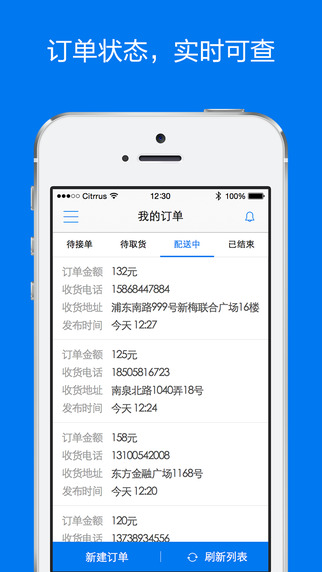 订单状态，实时可查
Citrrus 12:30 100%
我的订单
待接单 待取货 配送中 已结束
订单金额 132元
收货电话 15868447884
收货地址 浦东南路999号新梅联合广场16楼
发布时间 今天 12:27
订单金额 125元
收货电话 18505816723
收货地址 南泉北路1040弄18号
发布时间 今天 12:24
订单金额 158元
收货电话 13100542008
收货地址 东方金融广场1168号
发布时间 今天 12:20
订单金额 120元
收货电话 13738934556
新建订单 刷新列表